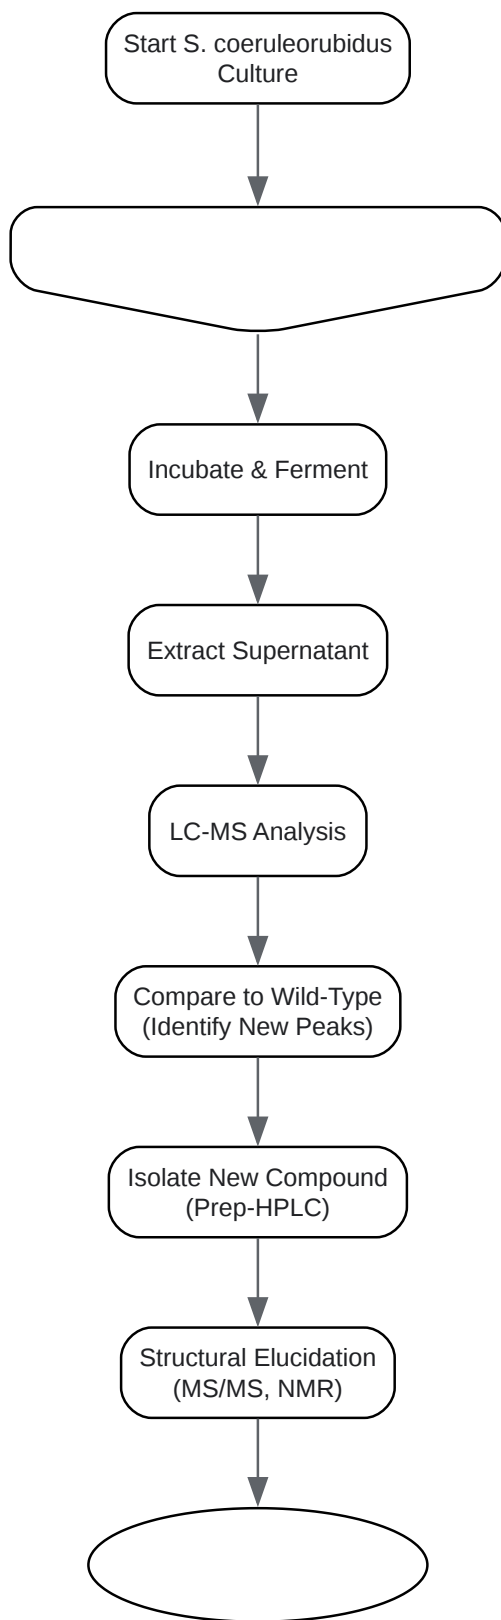 Start S. coeruleorubidus
Culture
Incubate & Ferment
Extract Supernatant
LC-MS Analysis
Compare to Wild-Type
(Identify New Peaks)
Isolate New Compound
(Prep-HPLC)
Structural Elucidation
(MS/MS, NMR)